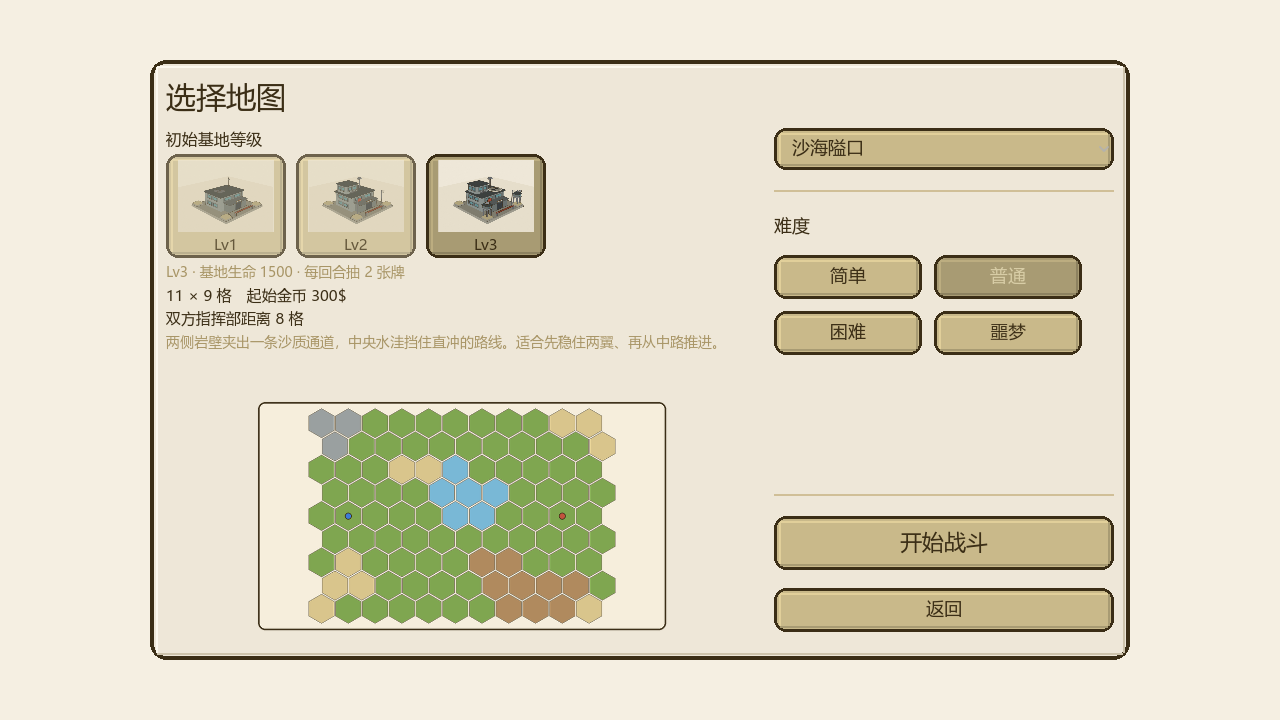 选择地图
初始基地等级
Lv1
Lv2
Lv3
Lv3 · 基地生命 1500 · 每回合抽 2 张牌
11 × 9 格 起始金币 300$
双方指挥部距离 8 格
两侧岩壁夹出一条沙质通道，中央水洼挡住直冲的路线。适合先稳住两翼、再从中路推进。
沙海隘口
难度
简单
普通
困难
噩梦
开始战斗
返回